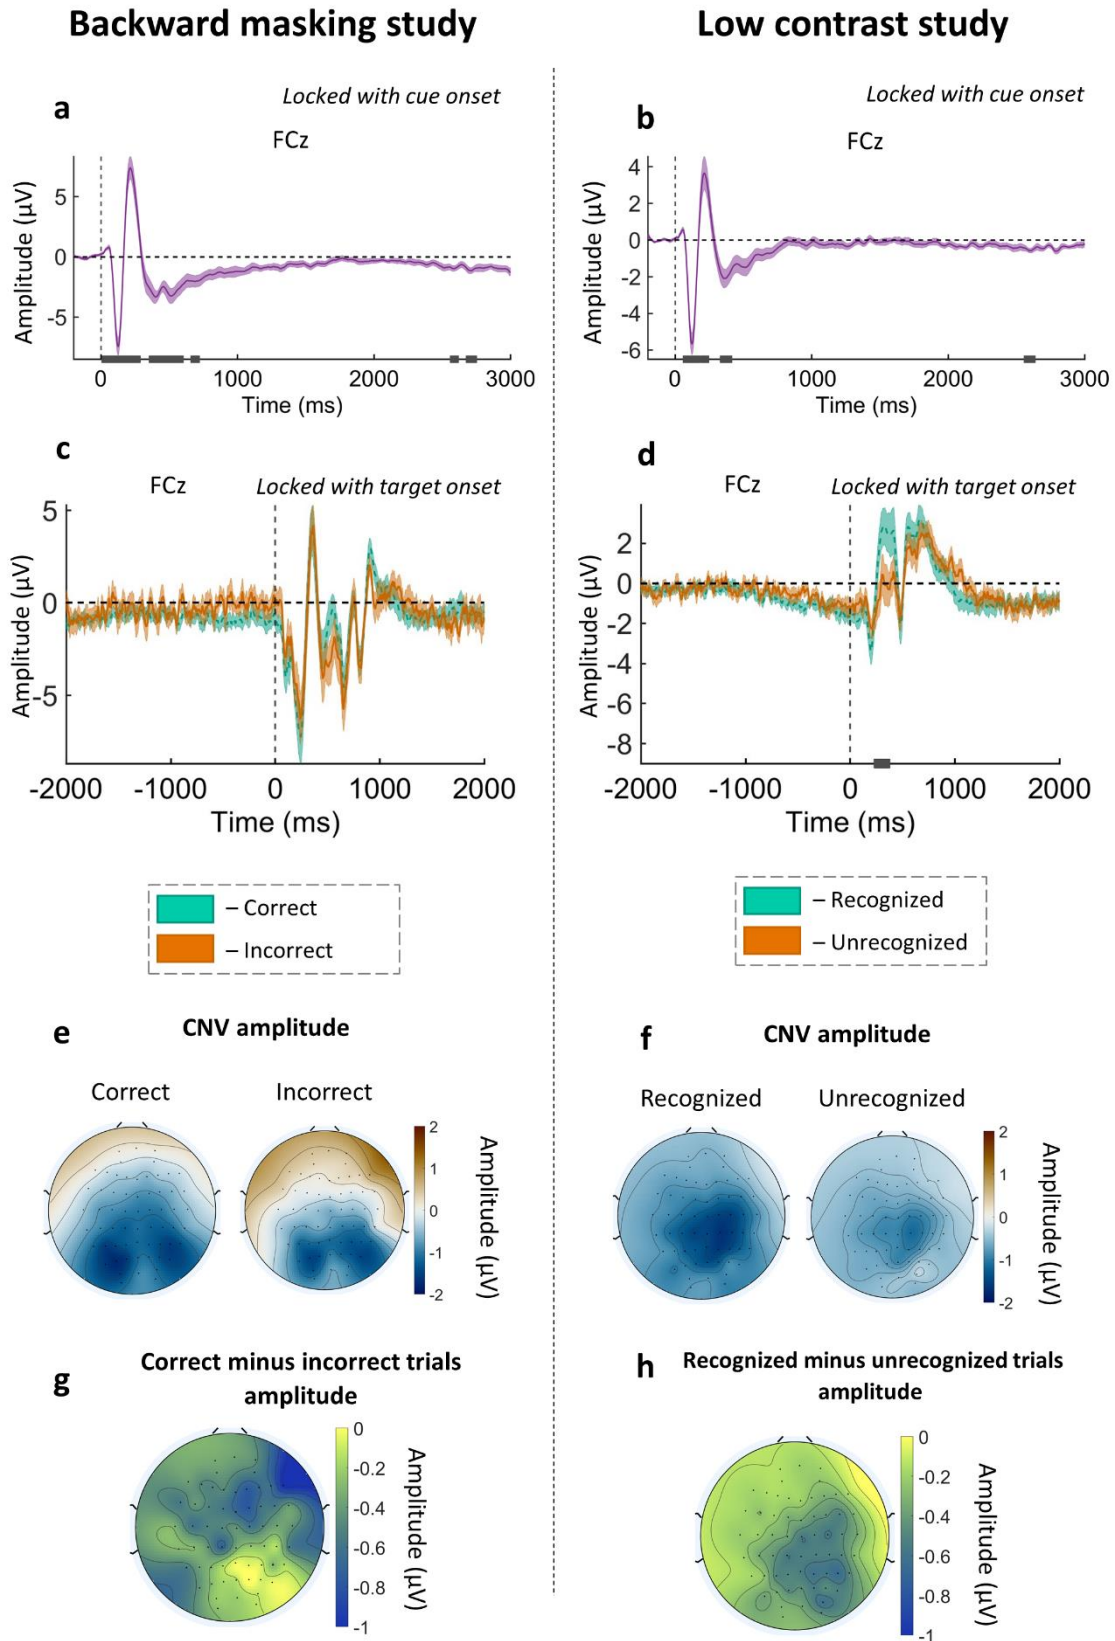 Backward masking study
Low contrast study
a
Locked with cue onset
FCz
Amplitude (μV)
5
0
-5
0
1000
2000
3000
Time (ms)
b
Locked with cue onset
FCz
Amplitude (μV)
4
2
0
-2
-4
-6
0
1000
2000
3000
Time (ms)
c
FCz
Locked with target onset
Amplitude (μV)
5
0
-5
-2000
-1000
0
1000
2000
Time (ms)
d
FCz
Locked with target onset
Amplitude (μV)
2
0
-2
-4
-6
-8
-2000
-1000
0
1000
2000
Time (ms)
– Correct
– Incorrect
– Recognized
– Unrecognized
e
CNV amplitude
Correct
Incorrect
2
1
0
-1
-2
Amplitude (μV)
f
CNV amplitude
Recognized
Unrecognized
2
1
0
-1
-2
Amplitude (μV)
g
Correct minus incorrect trials
amplitude
0
-0.2
-0.4
-0.6
-0.8
-1
Amplitude (μV)
h
Recognized minus unrecognized trials
amplitude
0
-0.2
-0.4
-0.6
-0.8
-1
Amplitude (μV)